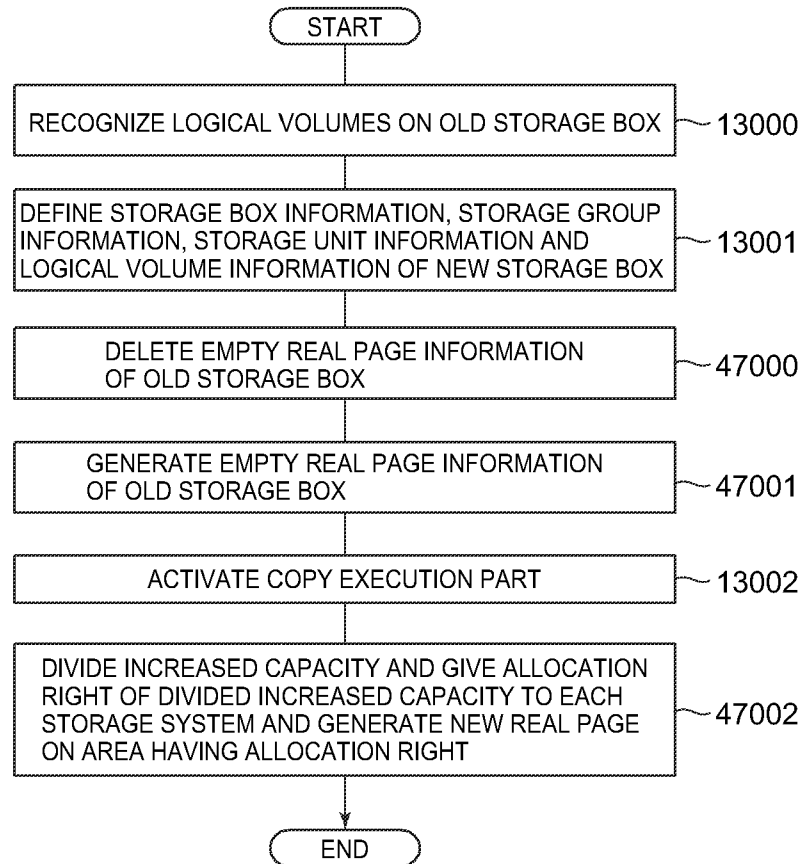 START
RECOGNIZE LOGICAL VOLUMES ON OLD STORAGE BOX
13000
DEFINE STORAGE BOX INFORMATION, STORAGE GROUP
INFORMATION, STORAGE UNIT INFORMATION AND
LOGICAL VOLUME INFORMATION OF NEW STORAGE BOX
13001
DELETE EMPTY REAL PAGE INFORMATION
OF OLD STORAGE BOX
47000
GENERATE EMPTY REAL PAGE INFORMATION
OF OLD STORAGE BOX
47001
ACTIVATE COPY EXECUTION PART
13002
DIVIDE INCREASED CAPACITY AND GIVE ALLOCATION
RIGHT OF DIVIDED INCREASED CAPACITY TO EACH
STORAGE SYSTEM AND GENERATE NEW REAL PAGE
ON AREA HAVING ALLOCATION RIGHT
47002
END